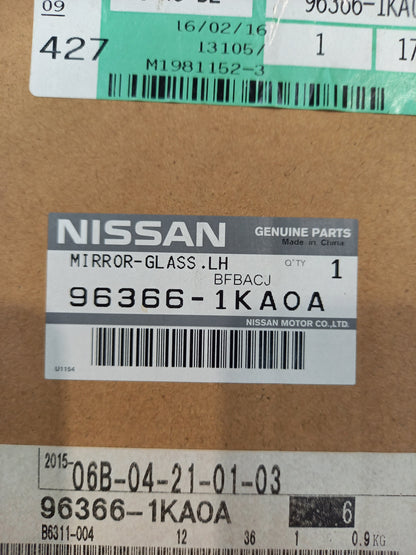 09
96366-1KA0
427
16/02/16
13105/
1
17
M1981152-3
NISSAN
GENUINE PARTS
Made in China
MIRROR-GLASS.LH
Q'TY
1
BFBACJ
96366-1KA0A
NISSAN MOTOR CO.,LTD.
U1154
2015-
06B-04-21-01-03
96366-1KA0A
6
B6311-004
12
36
1
0.9KG